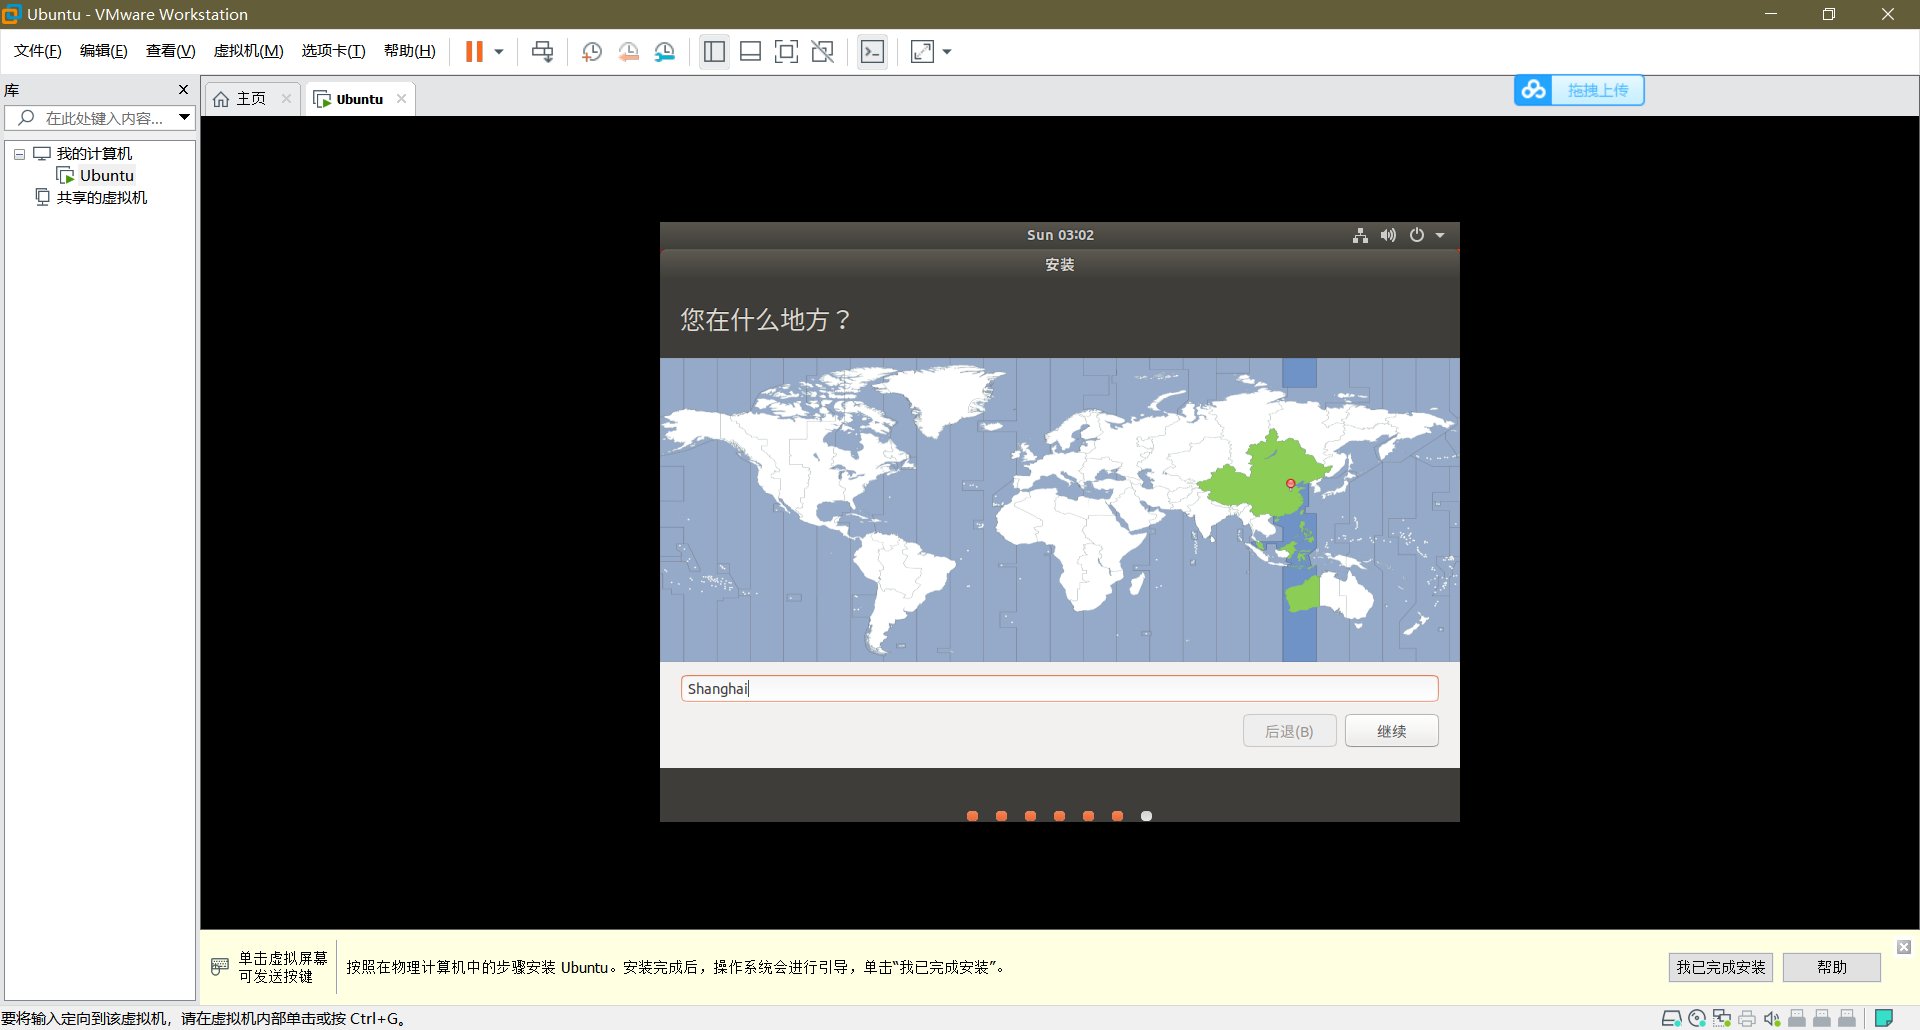 Ubuntu - VMware Workstation
文件(F) 编辑(E) 查看(V) 虚拟机(M) 选项卡(T) 帮助(H)
库
主页
Ubuntu
拖拽上传
在此处键入内容...
我的计算机
Ubuntu
共享的虚拟机
Sun 03:02
安装
您在什么地方？
Shanghai
后退(B)
继续
单击虚拟屏幕
可发送按键
按照在物理计算机中的步骤安装 Ubuntu。安装完成后，操作系统会进行引导，单击“我已完成安装”。
我已完成安装
帮助
要将输入定向到该虚拟机，请在虚拟机内部单击或按 Ctrl+G。